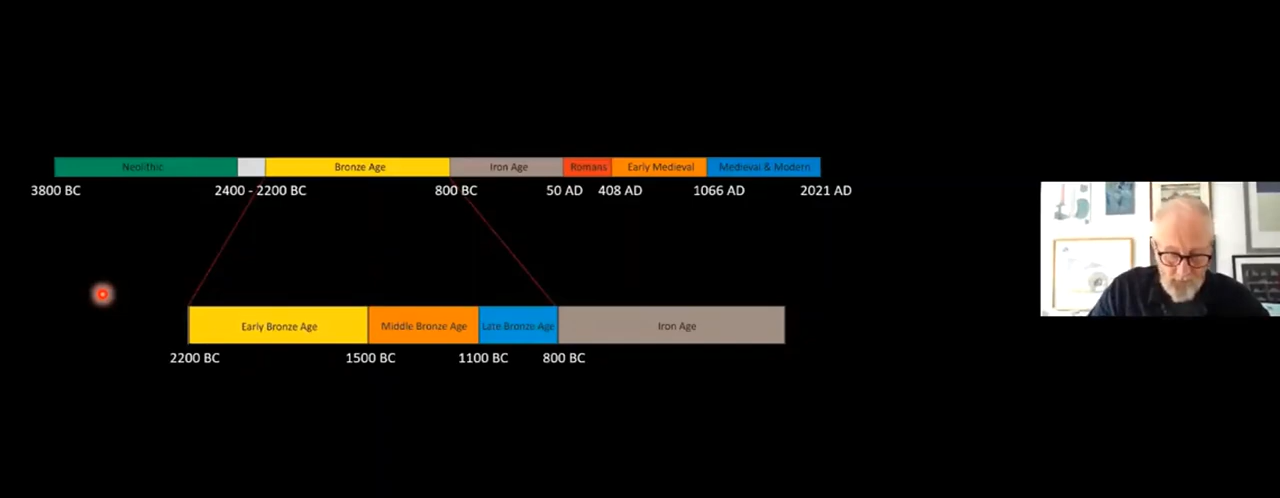 Neolithic Bronze Age Iron Age Romans Early Medieval Medieval & Modern
3800 BC 2400 - 2200 BC 800 BC 50 AD 408 AD 1066 AD 2021 AD
Early Bronze Age Middle Bronze Age Late Bronze Age Iron Age
2200 BC 1500 BC 1100 BC 800 BC